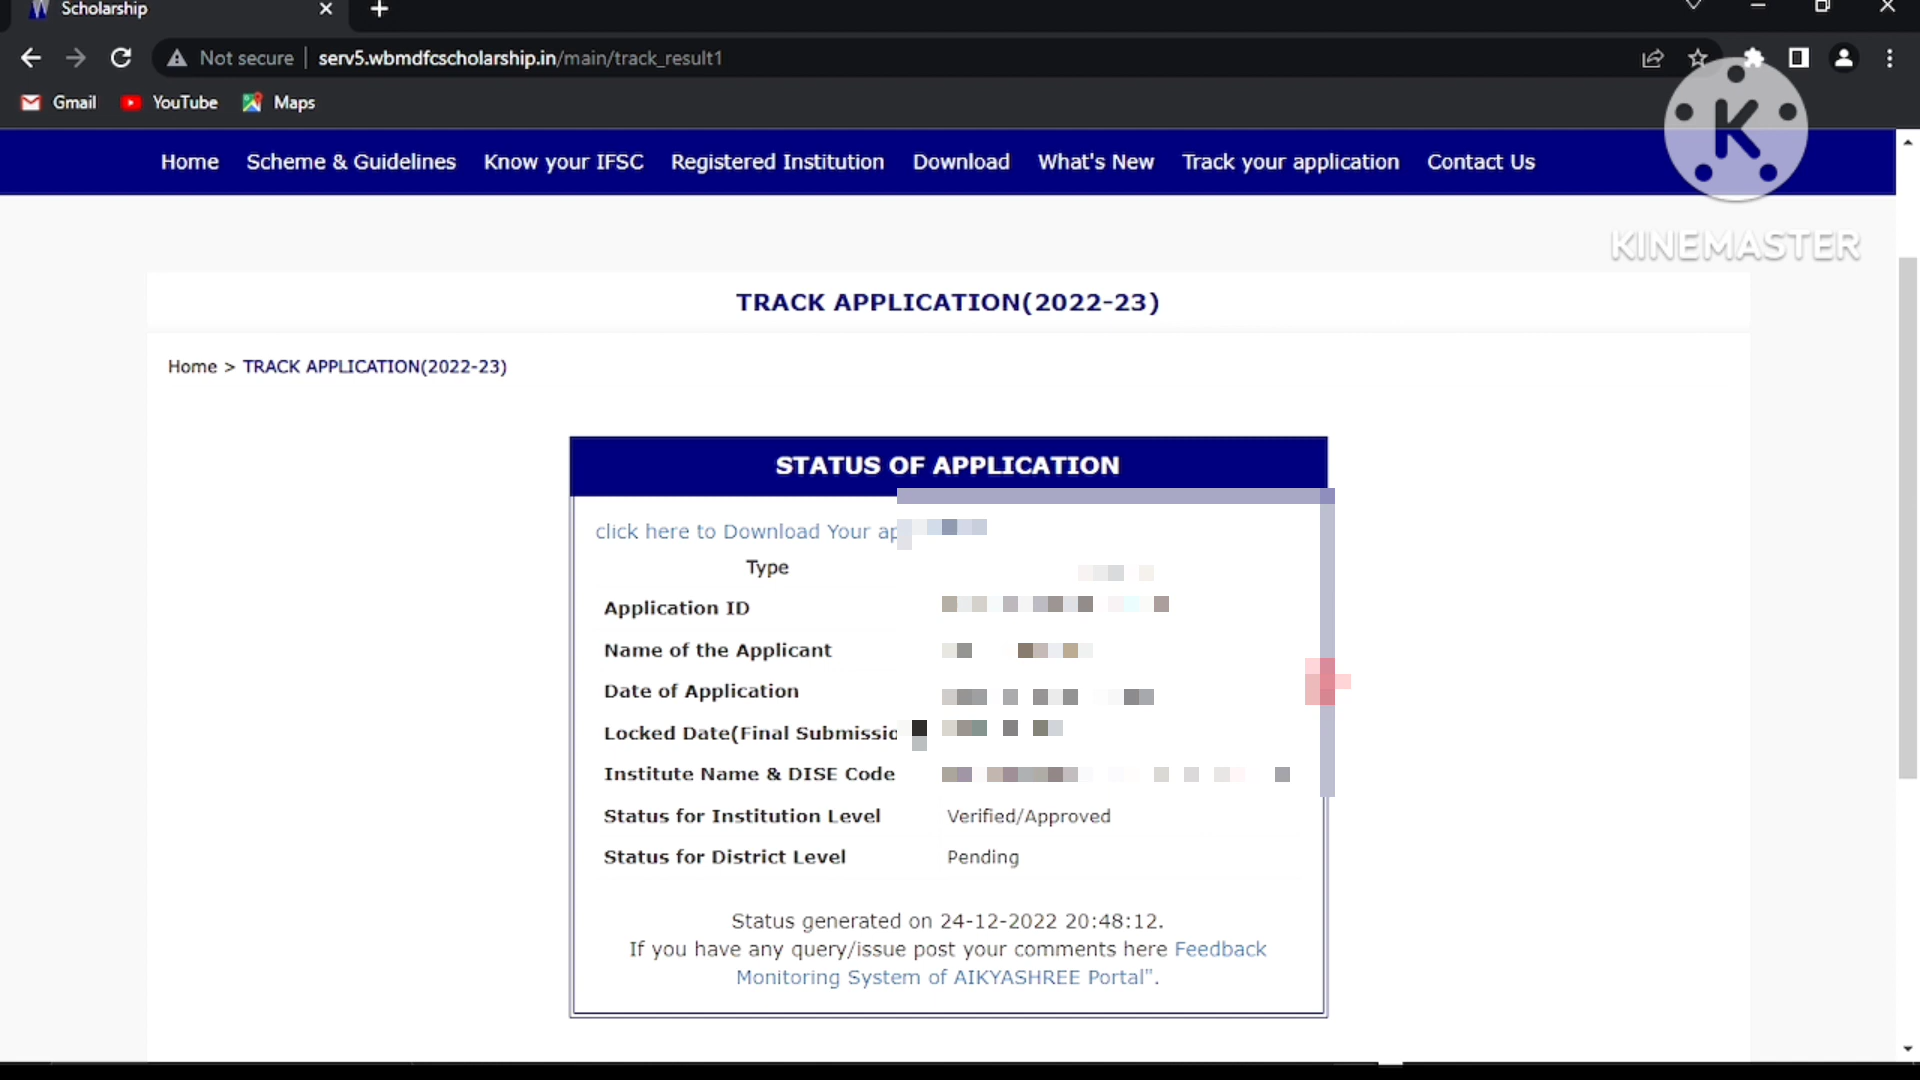 Scholarship
Not secure serv5.wbmdfcscholarship.in/main/track_result1
Gmail YouTube Maps
Home Scheme & Guidelines Know your IFSC Registered Institution Download What's New Track your application Contact Us
K
KINEMASTER
TRACK APPLICATION(2022-23)
Home > TRACK APPLICATION(2022-23)
STATUS OF APPLICATION
click here to Download Your
Type
Application ID
Name of the Applicant
Date of Application
Locked Date(Final Submissio
Institute Name & DISE Code
Status for Institution Level Verified/Approved
Status for District Level Pending
Status generated on 24-12-2022 20:48:12.
If you have any query/issue post your comments here Feedback
Monitoring System of AIKYASHREE Portal".